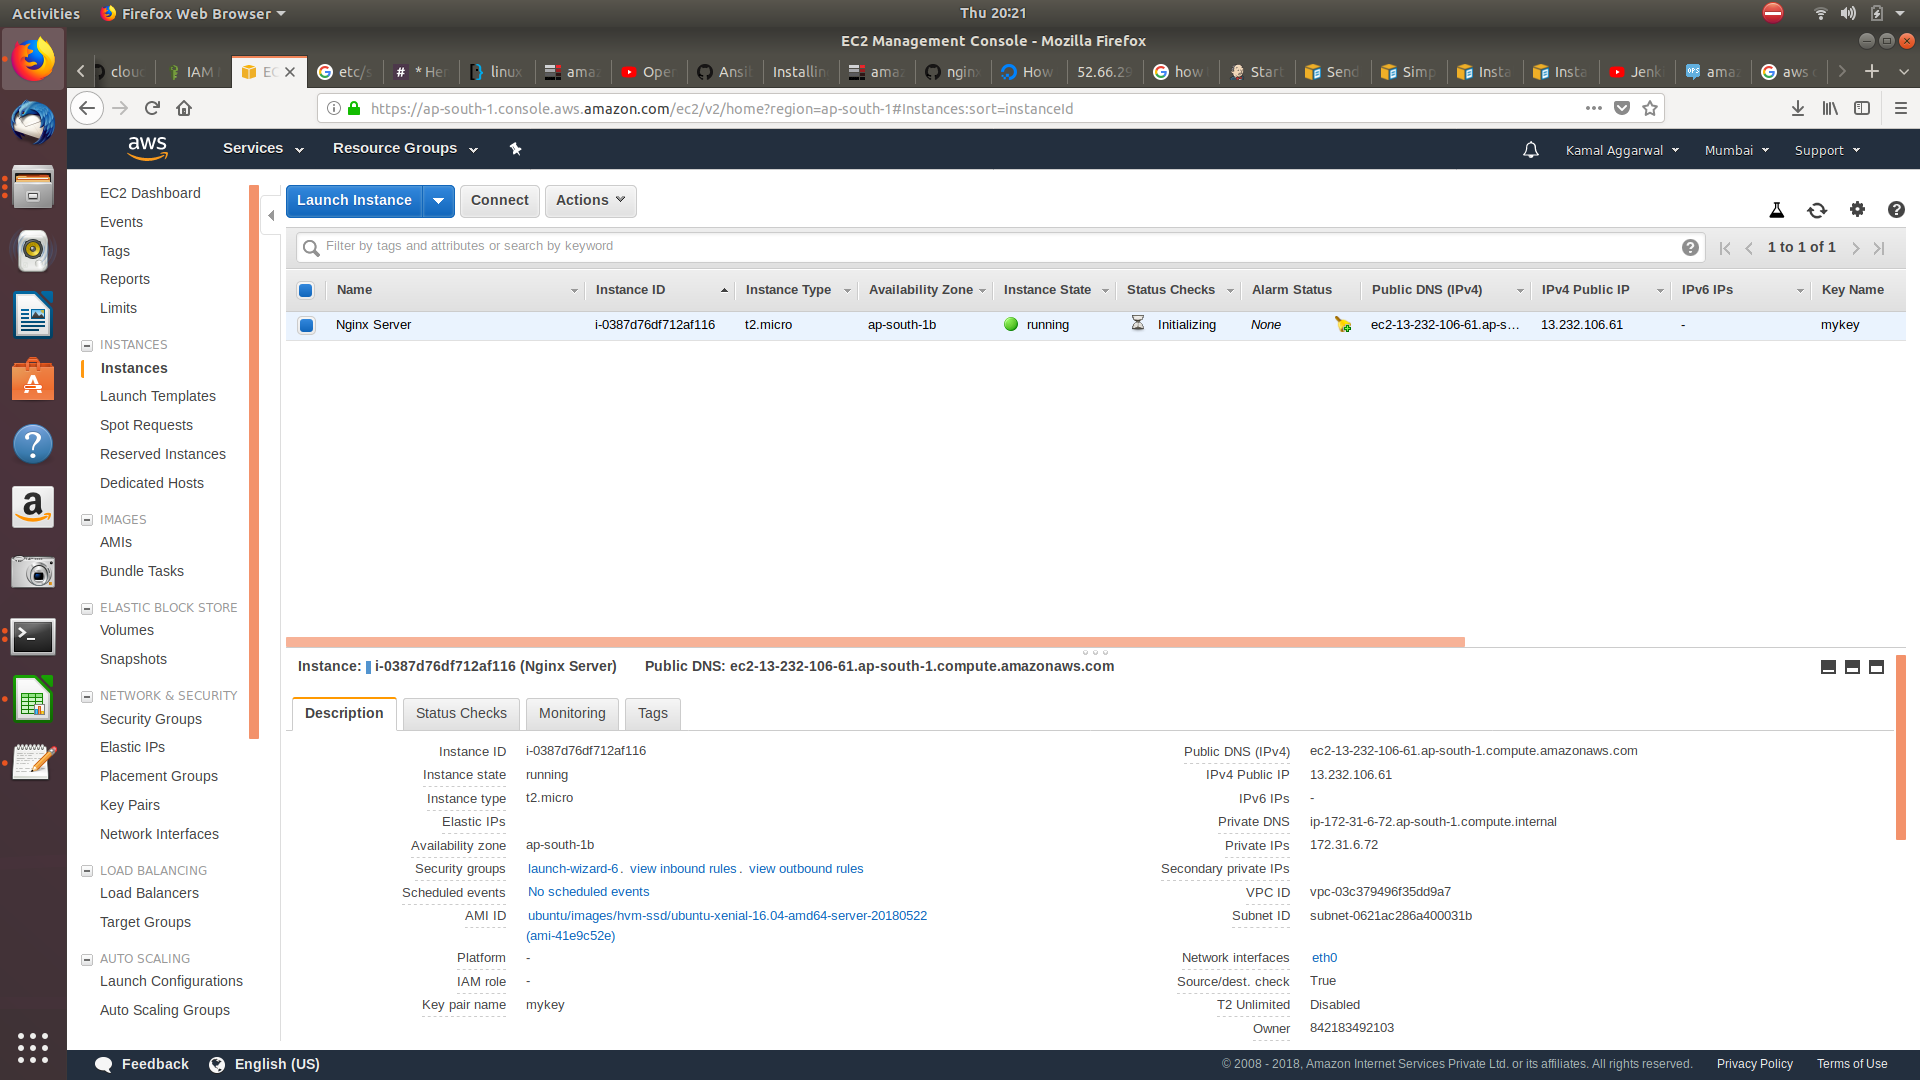 Activities Firefox Web Browser Thu 20:21
EC2 Management Console - Mozilla Firefox
clou IAM EC etc/s * He linux amaz Oper Ansi Installin amaz nginx How 52.66.29 how Start Send Simp Insta Insta Jenk amaz aws
https://ap-south-1.console.aws.amazon.com/ec2/v2/home?region=ap-south-1#Instances:sort=instanceId
aws Services Resource Groups Kamal Aggarwal Mumbai Support
EC2 Dashboard
Events
Tags
Reports
Limits
INSTANCES
Instances
Launch Templates
Spot Requests
Reserved Instances
Dedicated Hosts
IMAGES
AMIs
Bundle Tasks
ELASTIC BLOCK STORE
Volumes
Snapshots
NETWORK & SECURITY
Security Groups
Elastic IPs
Placement Groups
Key Pairs
Network Interfaces
LOAD BALANCING
Load Balancers
Target Groups
AUTO SCALING
Launch Configurations
Auto Scaling Groups
Launch Instance Connect Actions
Filter by tags and attributes or search by keyword 1 to 1 of 1
Name Instance ID Instance Type Availability Zone Instance State Status Checks Alarm Status Public DNS (IPv4) IPv4 Public IP IPv6 IPs Key Name
Nginx Server i-0387d76df712af116 t2.micro ap-south-1b running Initializing None ec2-13-232-106-61.ap-s... 13.232.106.61 - mykey
Instance: i-0387d76df712af116 (Nginx Server) Public DNS: ec2-13-232-106-61.ap-south-1.compute.amazonaws.com
Description Status Checks Monitoring Tags
Instance ID i-0387d76df712af116 Public DNS (IPv4) ec2-13-232-106-61.ap-south-1.compute.amazonaws.com
Instance state running IPv4 Public IP 13.232.106.61
Instance type t2.micro IPv6 IPs -
Elastic IPs Private DNS ip-172-31-6-72.ap-south-1.compute.internal
Availability zone ap-south-1b Private IPs 172.31.6.72
Security groups launch-wizard-6. view inbound rules. view outbound rules Secondary private IPs
Scheduled events No scheduled events VPC ID vpc-03c379496f35dd9a7
AMI ID ubuntu/images/hvm-ssd/ubuntu-xenial-16.04-amd64-server-20180522 Subnet ID subnet-0621ac286a400031b
(ami-41e9c52e)
Platform - Network interfaces eth0
IAM role - Source/dest. check True
Key pair name mykey T2 Unlimited Disabled
Owner 842183492103
Feedback English (US) © 2008 - 2018, Amazon Internet Services Private Ltd. or its affiliates. All rights reserved. Privacy Policy Terms of Use